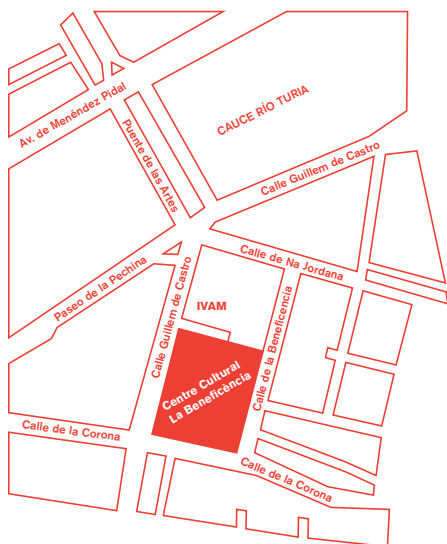 Av. de Menéndez Pidal
Puente de las Artes
CAUCE RÍO TURIA
Calle Guillem de Castro
Paseo de la Pechina
Calle de Na Jordana
Calle Guillem de Castro
IVAM
Calle de la Beneficencia
Centre Cultural
La Beneficència
Calle de la Corona
Calle de la Corona